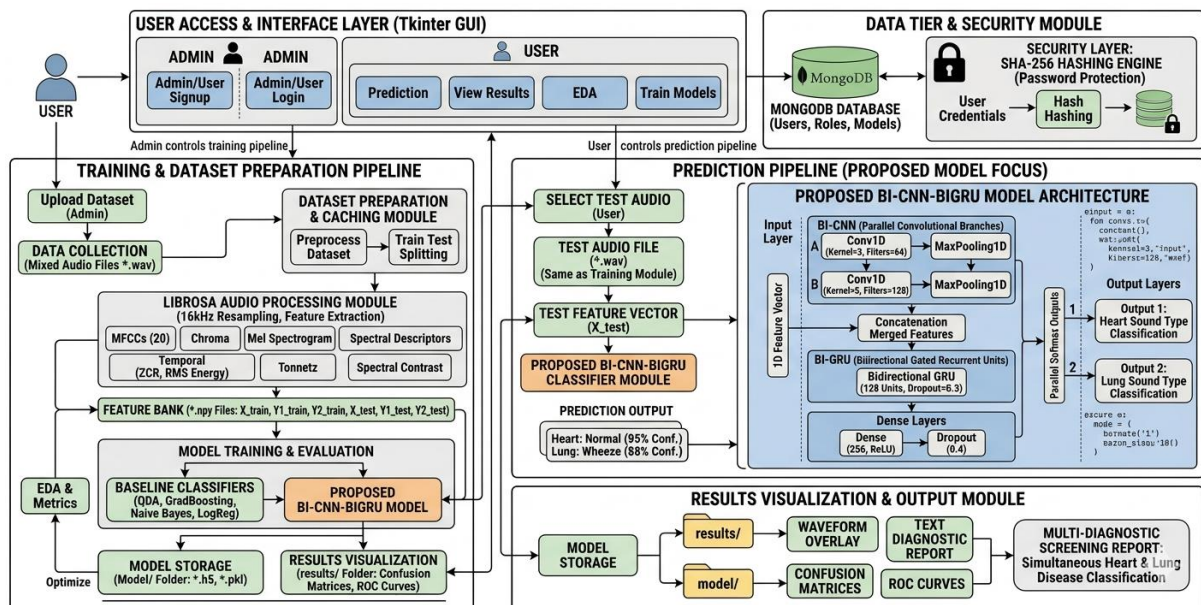 USER ACCESS & INTERFACE LAYER (Tkinter GUI)
USER
ADMIN
ADMIN
Admin/User
Signup
Admin/User
Login
USER
Prediction
View Results
EDA
Train Models
Admin controls training pipeline
User controls prediction pipeline
DATA TIER & SECURITY MODULE
MongoDB
MONGODB DATABASE
(Users, Roles, Models)
SECURITY LAYER:
SHA-256 HASHING ENGINE
(Password Protection)
User
Credentials
Hash
Hashing
TRAINING & DATASET PREPARATION PIPELINE
Upload Dataset
(Admin)
DATA COLLECTION
(Mixed Audio Files *.wav)
DATASET PREPARATION
& CACHING MODULE
Preprocess
Dataset
Train Test
Splitting
LIBROSA AUDIO PROCESSING MODULE
(16kHz Resampling, Feature Extraction)
MFCCs (20)
Chroma
Mel Spectrogram
Spectral Descriptors
Temporal
(ZCR, RMS Energy)
Tonnetz
Spectral Contrast
FEATURE BANK (*.npy Files: X_train, Y1_train, Y2_train, X_test, Y1_test, Y2_test)
MODEL TRAINING & EVALUATION
BASELINE CLASSIFIERS
(QDA, GradBoosting,
Naive Bayes, LogReg)
PROPOSED
BI-CNN-BIGRU MODEL
EDA &
Metrics
Optimize
MODEL STORAGE
(Model/ Folder: *.h5, *.pkl)
RESULTS VISUALIZATION
(results/ Folder: Confusion
Matrices, ROC Curves)
PREDICTION PIPELINE (PROPOSED MODEL FOCUS)
SELECT TEST AUDIO
(User)
TEST AUDIO FILE
(*.wav)
(Same as Training Module)
TEST FEATURE VECTOR
(X_test)
PROPOSED BI-CNN-BIGRU
CLASSIFIER MODULE
PREDICTION OUTPUT
Heart: Normal (95% Conf.)
Lung: Wheeze (88% Conf.)
PROPOSED BI-CNN-BIGRU MODEL ARCHITECTURE
Input
Layer
1D Feature Vector
BI-CNN (Parallel Convolutional Branches)
A
Conv1D
(Kernel=3, Filters=64)
MaxPooling1D
B
Conv1D
(Kernel>5, Filters>128)
MaxPooling1D
Concatenation
Merged Features
BI-GRU (Biiirectional Gated Recurrent Units)
Bidirectional GRU
(128 Units, Dropout=6.3)
Dense Layers
Dense
(256, ReLU)
Dropout
(0.4)
Parallel Softmax Outputs
1
2
Output Layers
Output 1:
Heart Sound Type
Classification
Output 2:
Lung Sound Type
Classification
RESULTS VISUALIZATION & OUTPUT MODULE
MODEL
STORAGE
results/
model/
WAVEFORM
OVERLAY
CONFUSION
MATRICES
TEXT
DIAGNOSTIC
REPORT
ROC CURVES
MULTI-DIAGNOSTIC
SCREENING REPORT:
Simultaneous Heart & Lung
Disease Classification